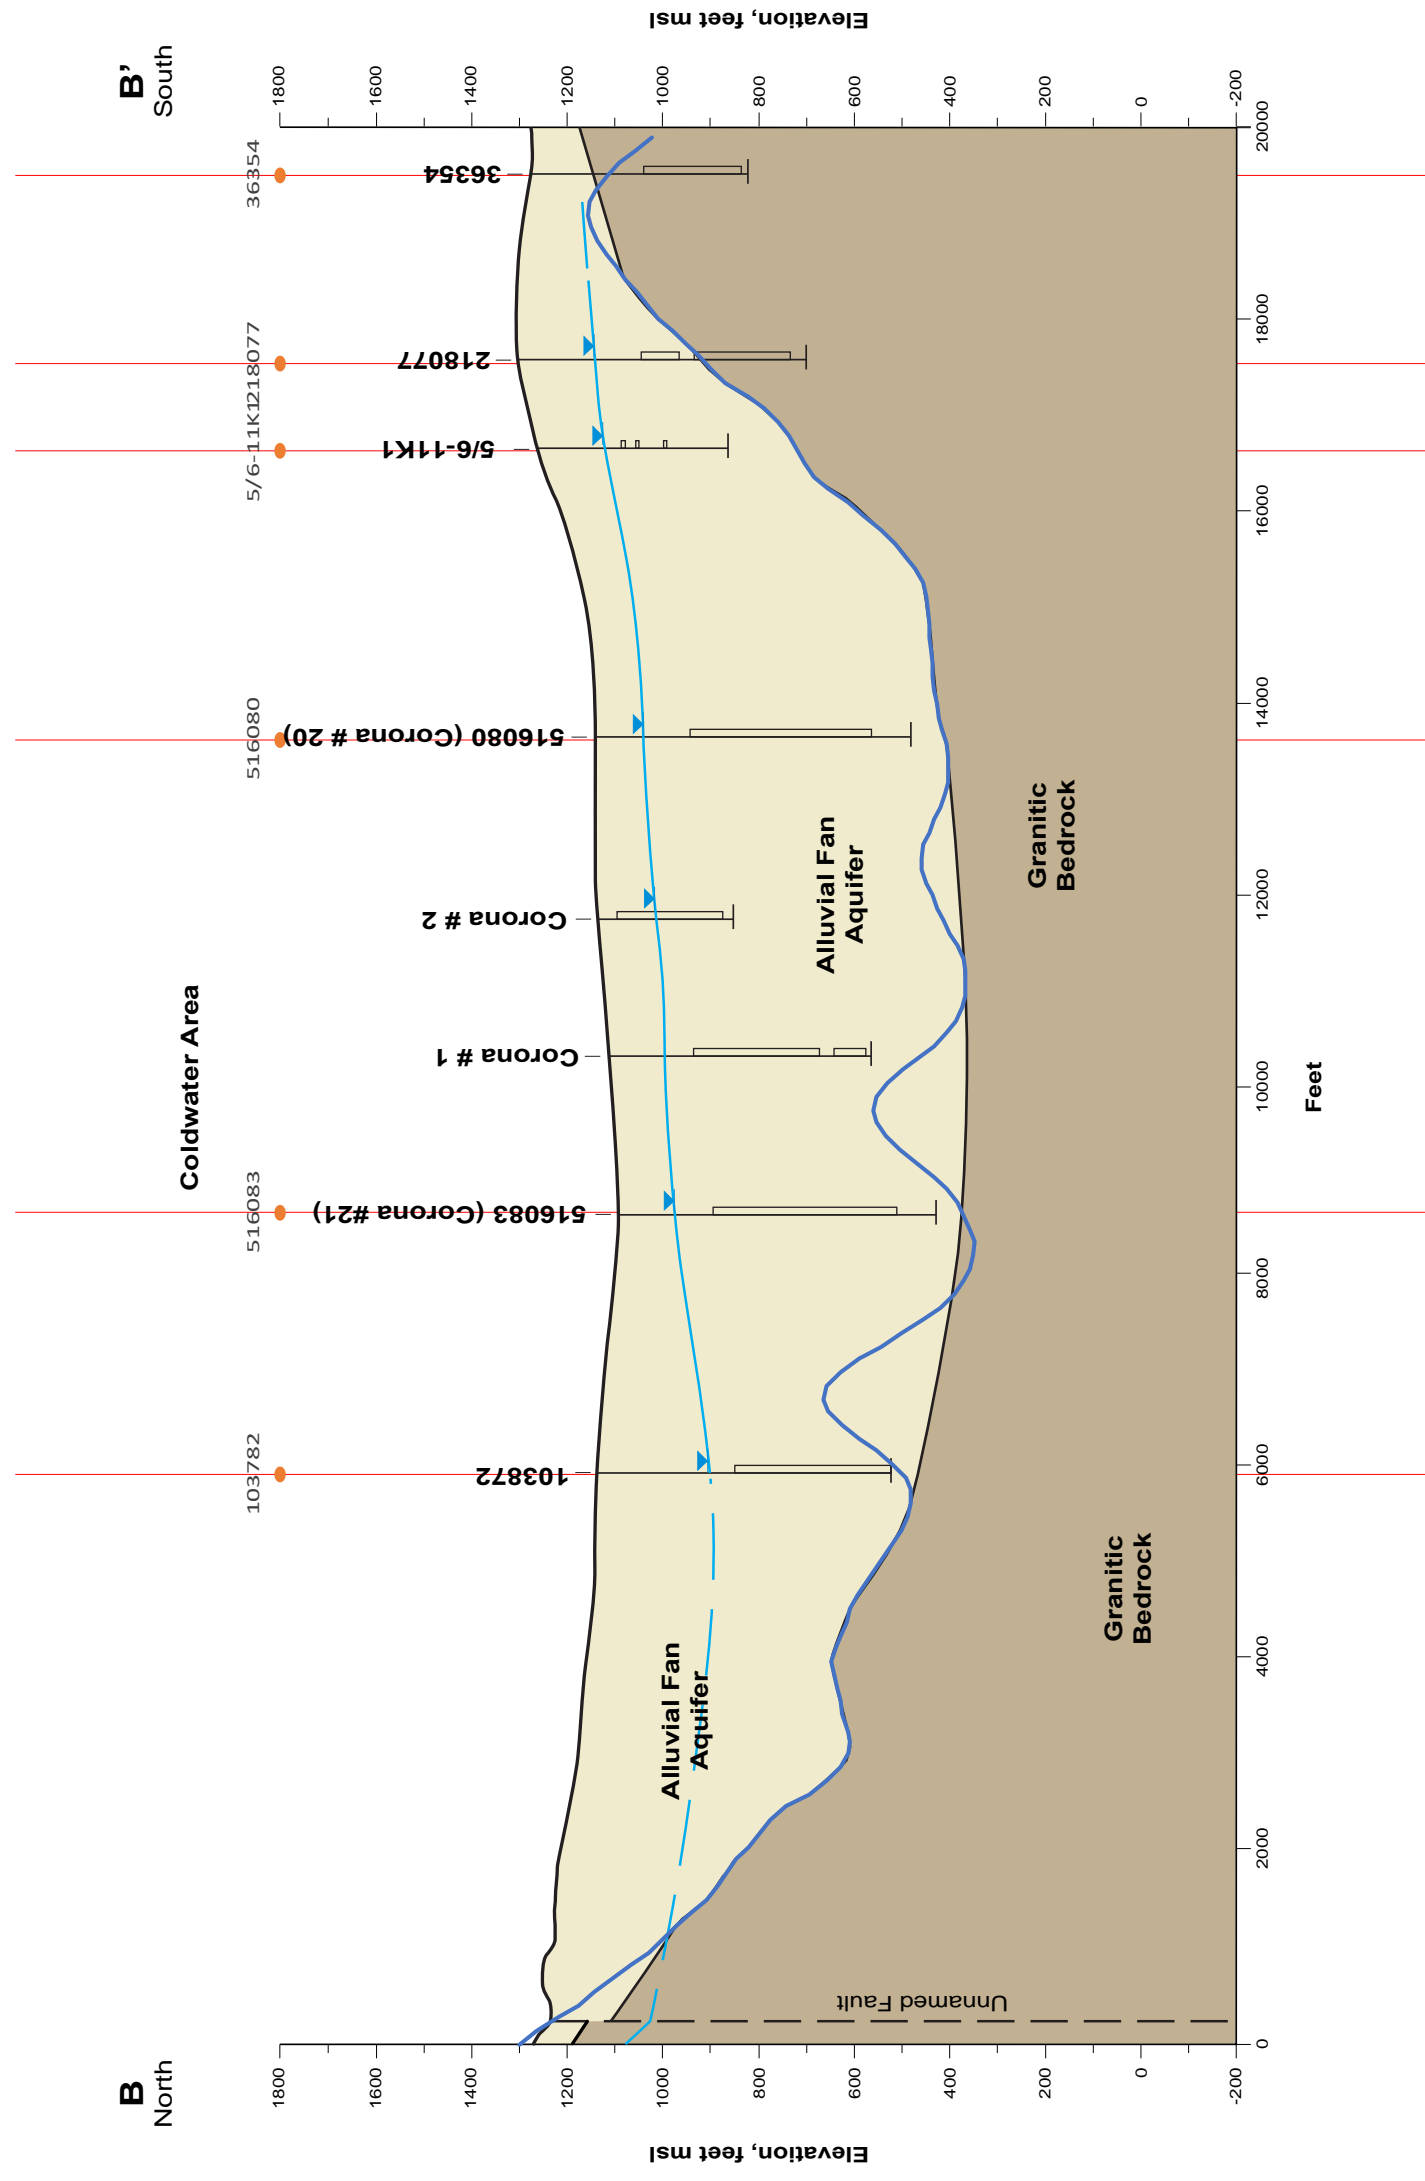 B
North
B'
South
Coldwater Area
103782
516083
516080
5/6-11K1
218077
36354
103872
516083 (Corona #21)
Corona # 1
Corona # 2
516080 (Corona # 20)
5/6-11K1
218077
36354
Elevation, feet msl
1800
1600
1400
1200
1000
800
600
400
200
0
-200
Elevation, feet msl
1800
1600
1400
1200
1000
800
600
400
200
0
-200
Alluvial Fan
Aquifer
Alluvial Fan
Aquifer
Granitic
Bedrock
Granitic
Bedrock
Unnamed Fault
0
2000
4000
6000
8000
10000
12000
14000
16000
18000
20000
Feet